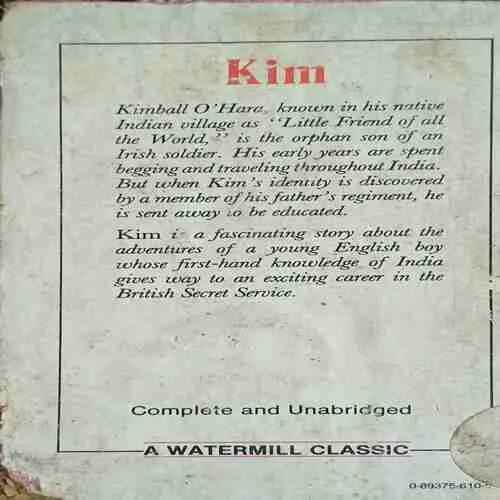 Kim
Kimball O'Hara, known in his native
Indian village as "Little Friend of all
the World," is the orphan son of an
Irish soldier. His early years are spent
begging and traveling throughout India.
But when Kim's identity is discovered
by a member of his father's regiment, he
is sent away to be educated.
Kim is a fascinating story about the
adventures of a young English boy
whose first-hand knowledge of India
gives way to an exciting career in the
British Secret Service.
Complete and Unabridged
A WATERMILL CLASSIC
0-89375-610-